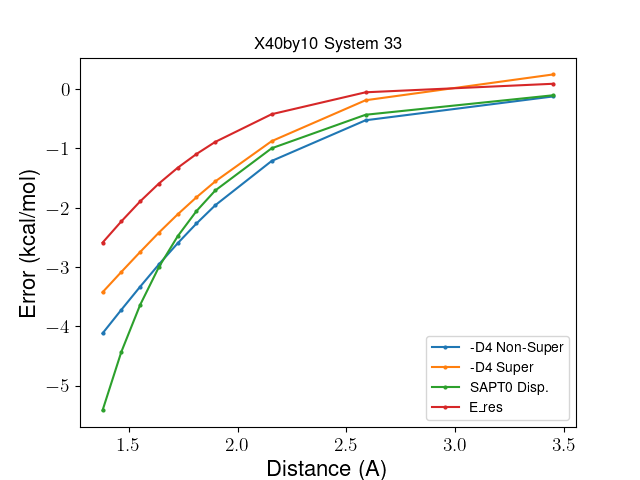 X40by10 System 33
Error (kcal/mol)
0
−1
−2
−3
−4
−5
-D4 Non-Super
-D4 Super
SAPT0 Disp.
E_res
1.5 2.0 2.5 3.0 3.5
Distance (A)